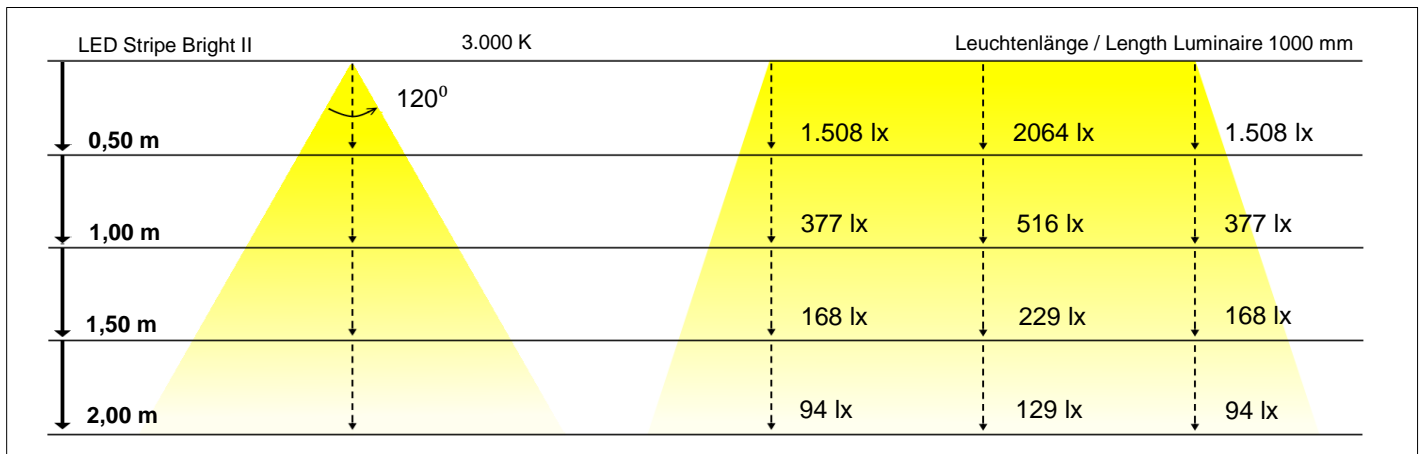 LED Stripe Bright II 3.000 K Leuchtenlänge / Length Luminaire 1000 mm
120⁰
0,50 m 1.508 lx 2064 lx 1.508 lx
1,00 m 377 lx 516 lx 377 lx
1,50 m 168 lx 229 lx 168 lx
2,00 m 94 lx 129 lx 94 lx